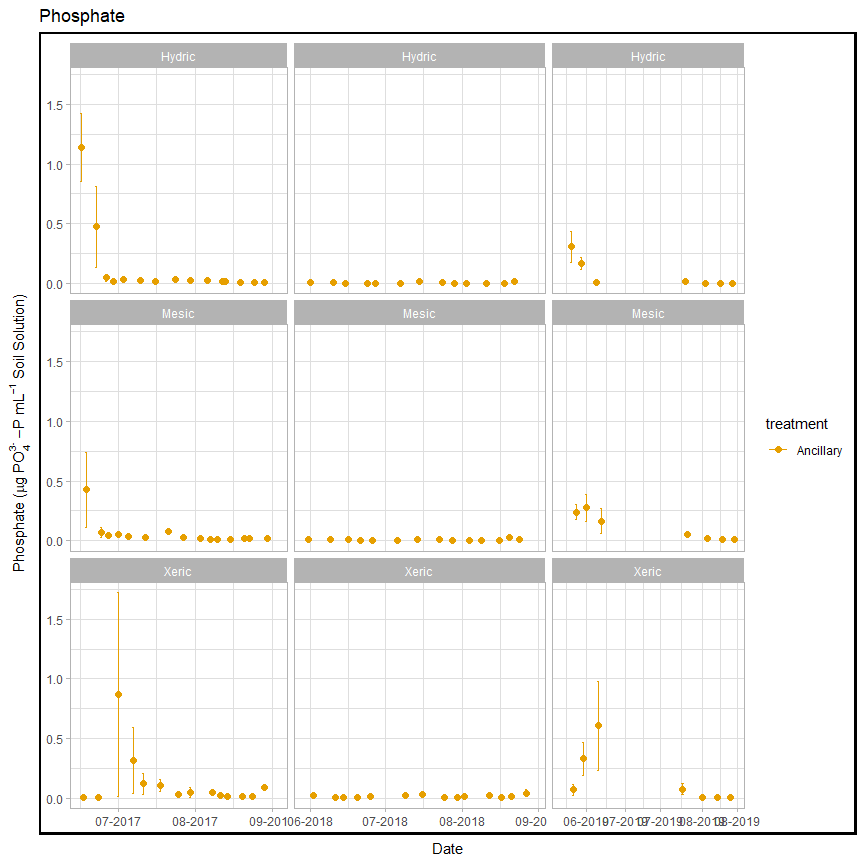 Phosphate
Hydric Hydric Hydric
1.5
1.0
0.5
0.0
Mesic Mesic Mesic
1.5
1.0
0.5
0.0
Xeric Xeric Xeric
1.5
1.0
0.5
0.0
07-2017 08-2017 09-2017 06-2018 07-2018 08-2018 09-20 06-2019 07-2019 07-2019 08-2019 08-2019
Date
Phosphate (μg PO₄³⁻ –P mL⁻¹ Soil Solution)
treatment
Ancillary